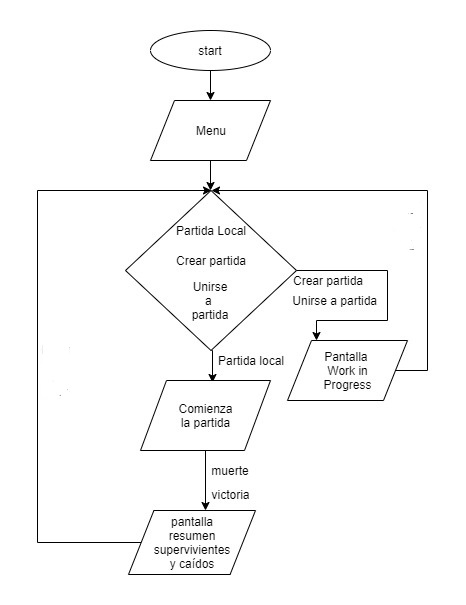 start
Menu
Partida Local
Crear partida
Unirse
a
partida
Crear partida
Unirse a partida
Pantalla
Work in
Progress
Partida local
Comienza
la partida
muerte
victoria
pantalla
resumen
supervivientes
y caídos